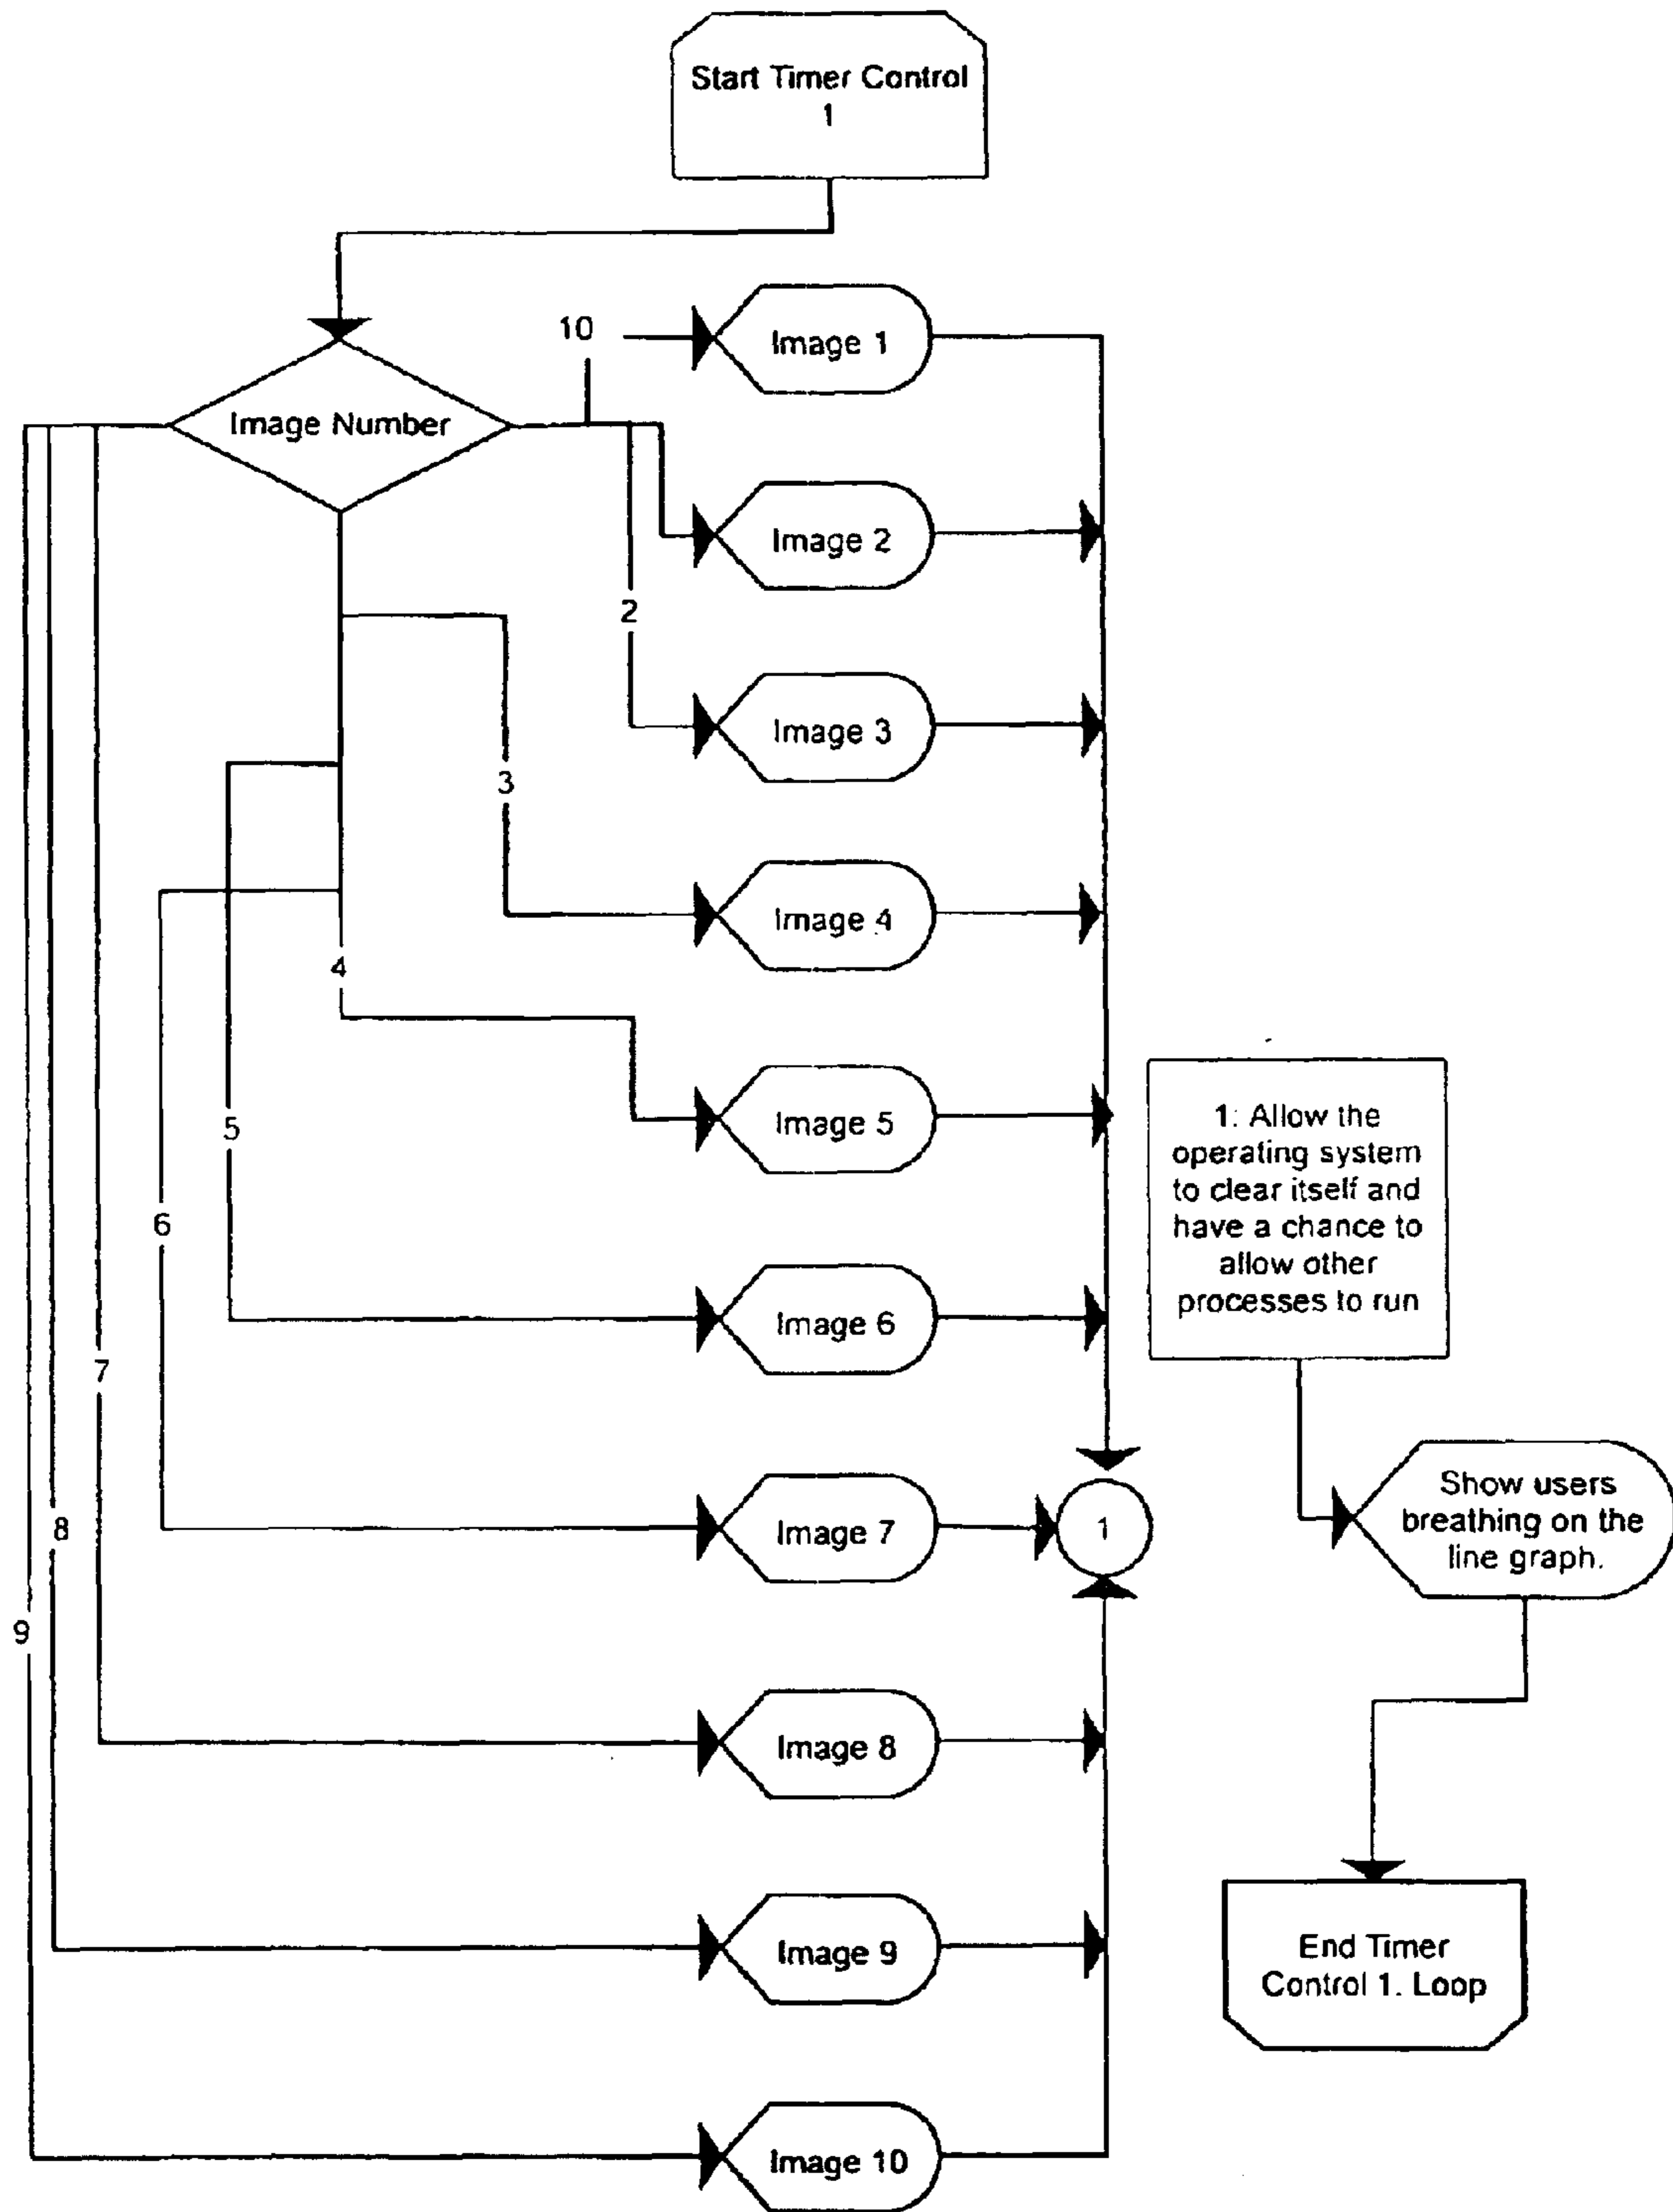 Start Timer Control
1
10
Image 1
Image Number
Image 2
2
Image 3
3
Image 4
4
Image 5
1: Allow the
operating system
to clear itself and
have a chance to
allow other
processes to run
5
6
Image 6
7
Show users
breathing on the
line graph.
8
Image 7
1
9
Image 8
Image 9
End Timer
Control 1. Loop
Image 10